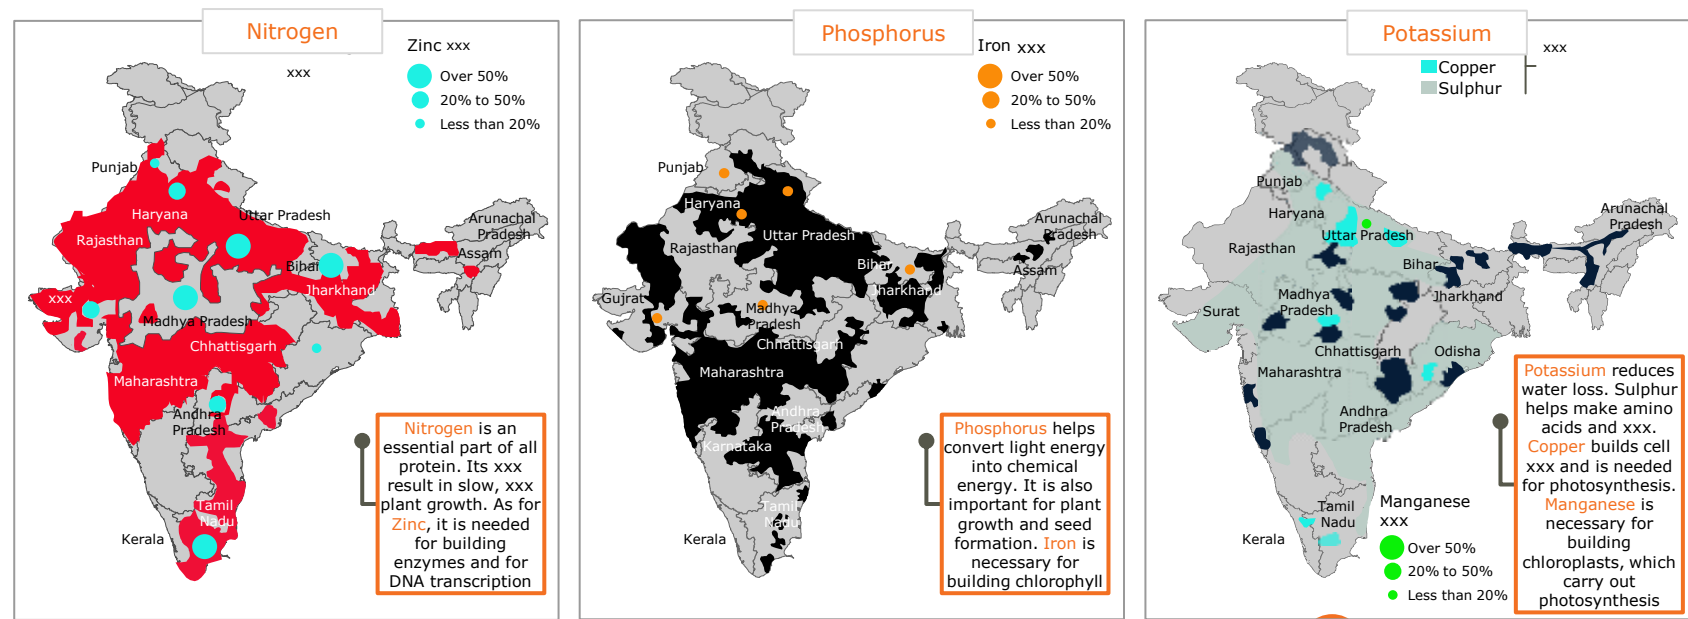 Nitrogen
Zinc xxx
xxx
Over 50%
20% to 50%
Less than 20%
Punjab
Haryana
Uttar Pradesh
Arunachal
Pradesh
Rajasthan
Assam
Bihar
Jharkhand
xxx
Madhya Pradesh
Chhattisgarh
Maharashtra
Andhra
Pradesh
Tamil
Nadu
Kerala
Nitrogen is an
essential part of all
protein. Its xxx
result in slow, xxx
plant growth. As for
Zinc, it is needed
for building
enzymes and for
DNA transcription
Phosphorus
Iron xxx
Over 50%
20% to 50%
Less than 20%
Punjab
Haryana
Arunachal
Pradesh
Uttar Pradesh
Rajasthan
Bihar
Assam
Jharkhand
Gujrat
Madhya
Pradesh
Chhattisgarh
Maharashtra
Andhra
Pradesh
Karnataka
Tamil
Nadu
Phosphorus helps
convert light energy
into chemical
energy. It is also
important for plant
growth and seed
formation. Iron is
necessary for
building chlorophyll
Potassium
xxx
Copper
Sulphur
Punjab
Haryana
Arunachal
Pradesh
Uttar Pradesh
Rajasthan
Bihar
Madhya
Pradesh
Jharkhand
Surat
Chhattisgarh
Odisha
Maharashtra
Andhra
Pradesh
Tamil
Nadu
Kerala
Manganese
xxx
Over 50%
20% to 50%
Less than 20%
Potassium reduces
water loss. Sulphur
helps make amino
acids and xxx.
Copper builds cell
xxx and is needed
for photosynthesis.
Manganese is
necessary for
building
chloroplasts, which
carry out
photosynthesis